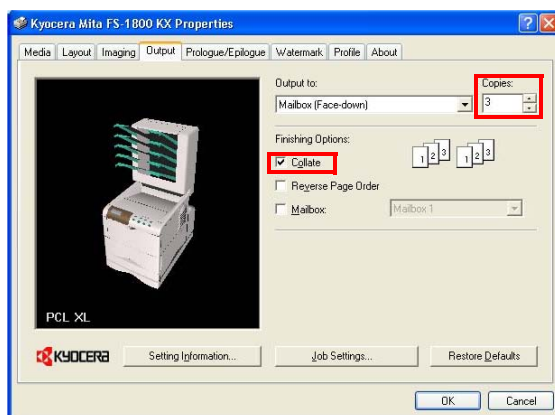 Kyocera Mita FS-1800 KX Properties
Media Layout Imaging Output Prologue/Epilogue Watermark Profile About
Output to:
Copies:
Mailbox (Face-down)
3
Finishing Options:
Collate
1 2 3 1 2 3
Reverse Page Order
Mailbox:
Mailbox 1
PCL XL
KYOCERA
Setting Information...
Job Settings...
Restore Defaults
OK
Cancel